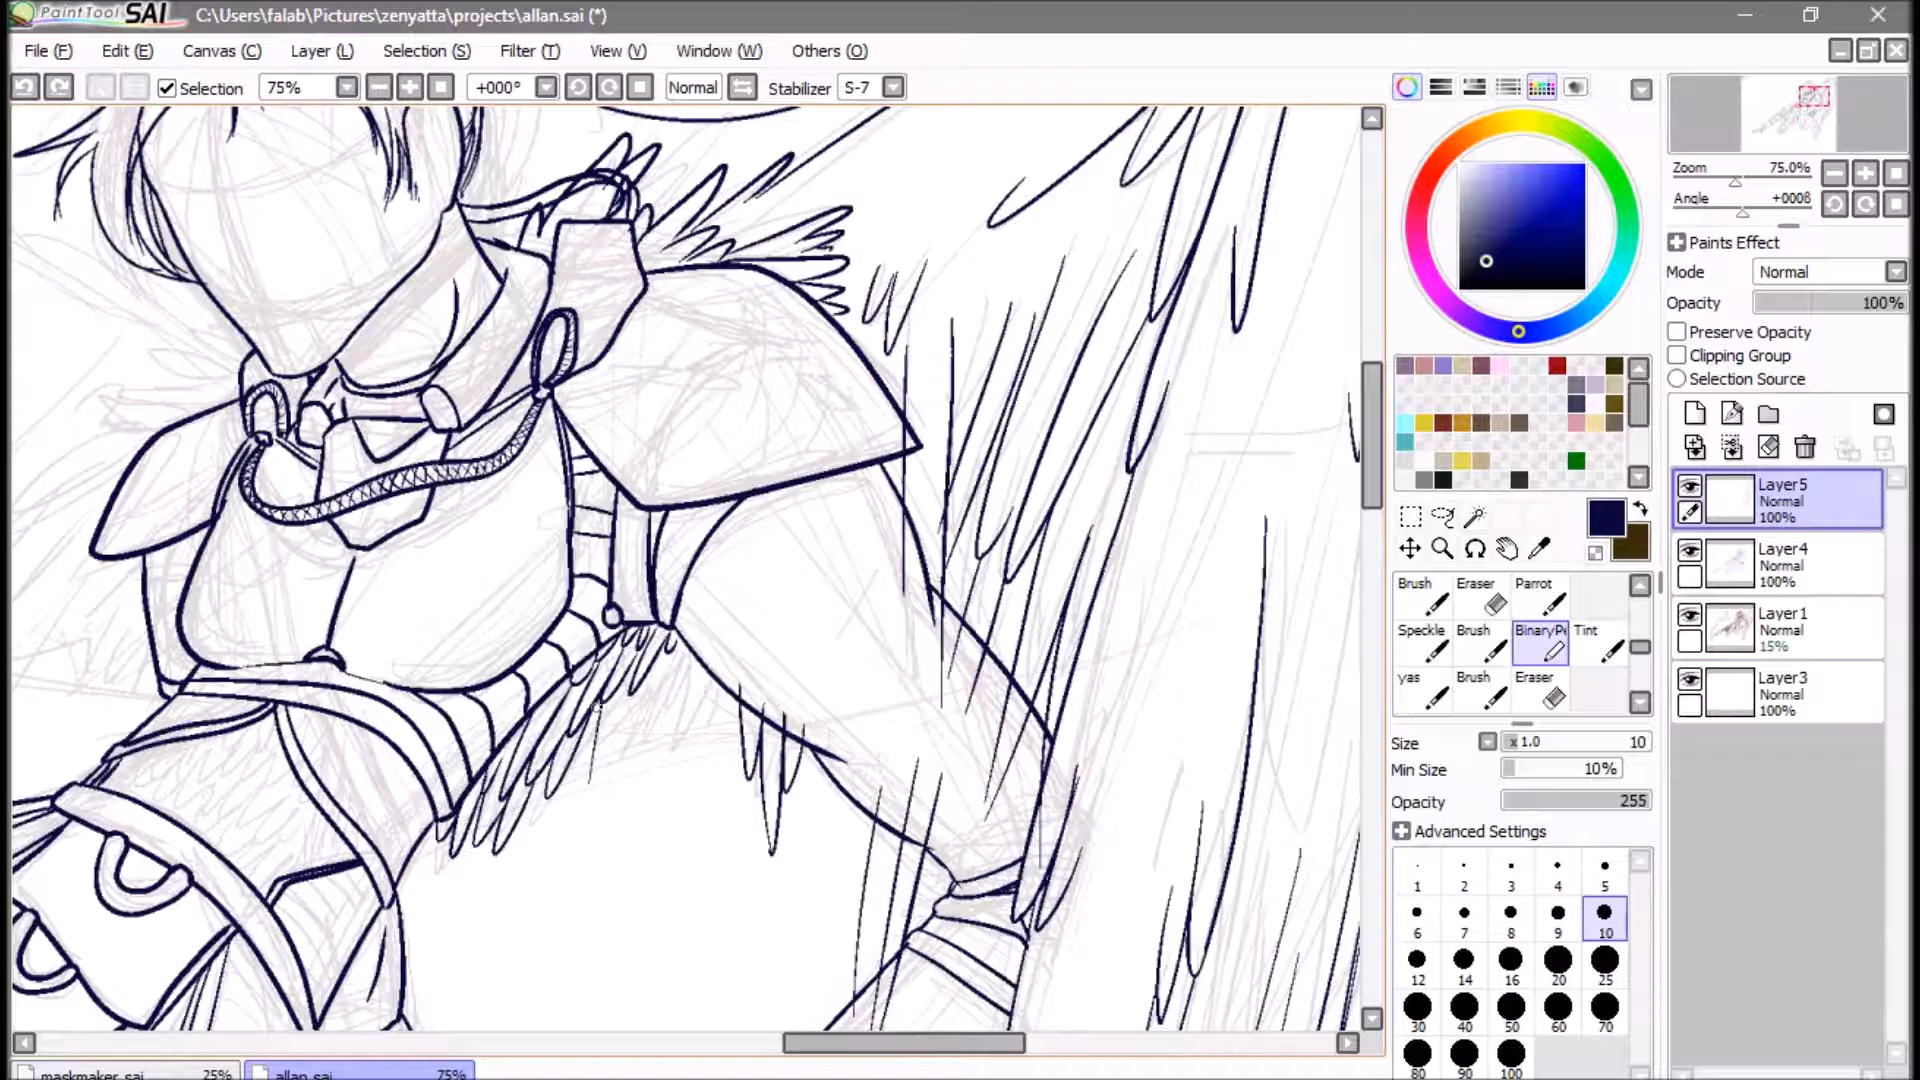 PaintTool SAI C:\Users\falab\Pictures\zenyatta\projects\allan.sai (*)
File (F) Edit (E) Canvas (C) Layer (L) Selection (S) Filter (T) View (V) Window (W) Others (O)
Selection 75% +000° Normal Stabilizer S-7
Zoom 75.0%
Angle +000
Paints Effect
Mode Normal
Opacity 100%
Preserve Opacity
Clipping Group
Selection Source
Layer5
Normal
100%
Layer4
Normal
100%
Layer1
Normal
15%
Layer3
Normal
100%
Brush Eraser Parrot
Speckle Brush BinaryPe Tint
yas Brush Eraser
Size x 1.0 10
Min Size 10%
Opacity 255
Advanced Settings
1 2 3 4 5
6 7 8 9 10
12 14 16 20 25
30 40 50 60 70
80 90 100
maskmaker.sai 25% allan.sai 75%